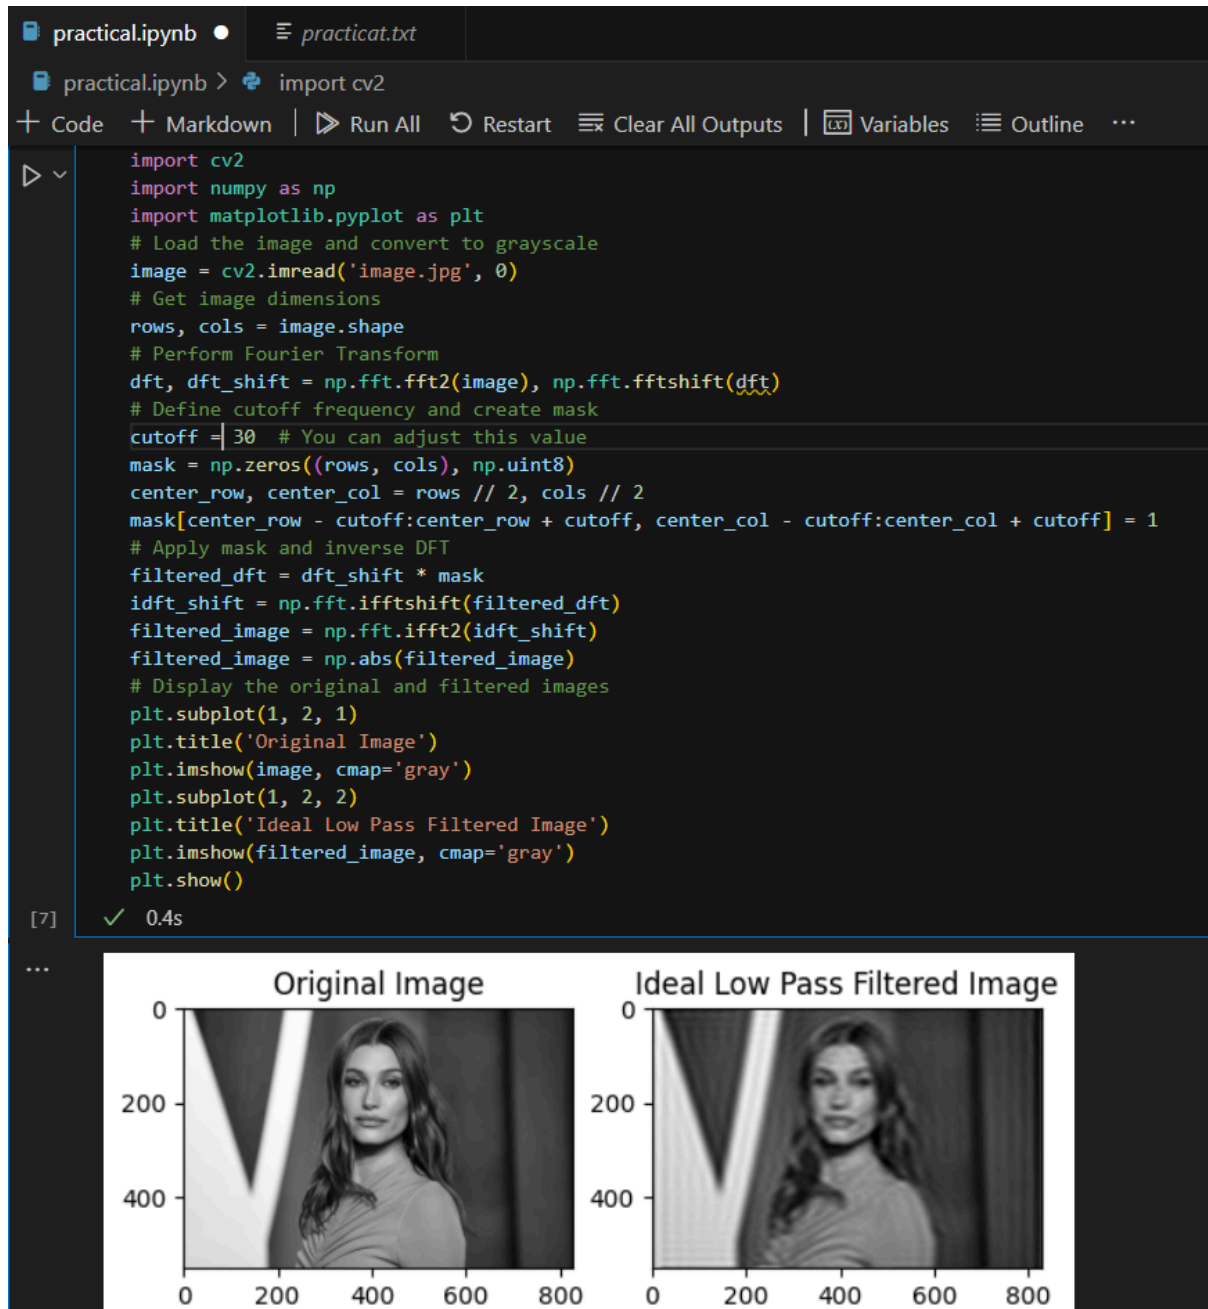 practical.ipynb ●
practicat.txt
practical.ipynb > import cv2
+ Code + Markdown | Run All Restart Clear All Outputs | Variables Outline ...
import cv2
import numpy as np
import matplotlib.pyplot as plt
# Load the image and convert to grayscale
image = cv2.imread('image.jpg', 0)
# Get image dimensions
rows, cols = image.shape
# Perform Fourier Transform
dft, dft_shift = np.fft.fft2(image), np.fft.fftshift(dft)
# Define cutoff frequency and create mask
cutoff = 30  # You can adjust this value
mask = np.zeros((rows, cols), np.uint8)
center_row, center_col = rows // 2, cols // 2
mask[center_row - cutoff:center_row + cutoff, center_col - cutoff:center_col + cutoff] = 1
# Apply mask and inverse DFT
filtered_dft = dft_shift * mask
idft_shift = np.fft.ifftshift(filtered_dft)
filtered_image = np.fft.ifft2(idft_shift)
filtered_image = np.abs(filtered_image)
# Display the original and filtered images
plt.subplot(1, 2, 1)
plt.title('Original Image')
plt.imshow(image, cmap='gray')
plt.subplot(1, 2, 2)
plt.title('Ideal Low Pass Filtered Image')
plt.imshow(filtered_image, cmap='gray')
plt.show()
[7] ✓ 0.4s
...
Original Image
0
200
400
0 200 400 600 800
Ideal Low Pass Filtered Image
0
200
400
0 200 400 600 800